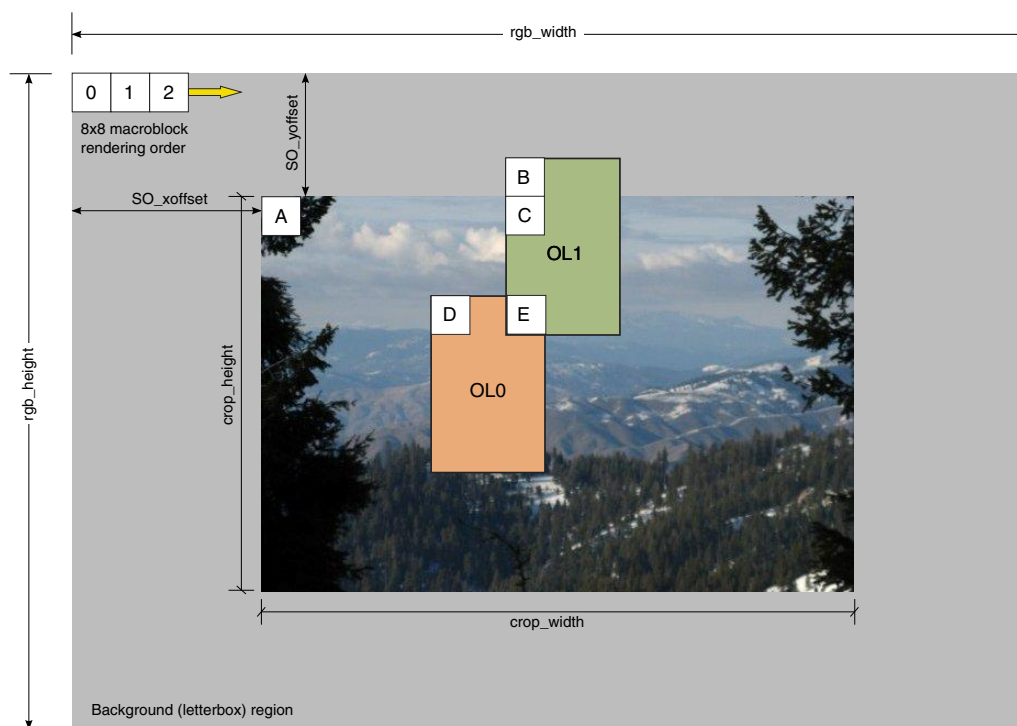 rgb_width
0 1 2
8x8 macroblock
rendering order
SO_yoffset
SO_xoffset
A
B
C
OL1
D
E
OL0
rgb_height
crop_height
crop_width
Background (letterbox) region